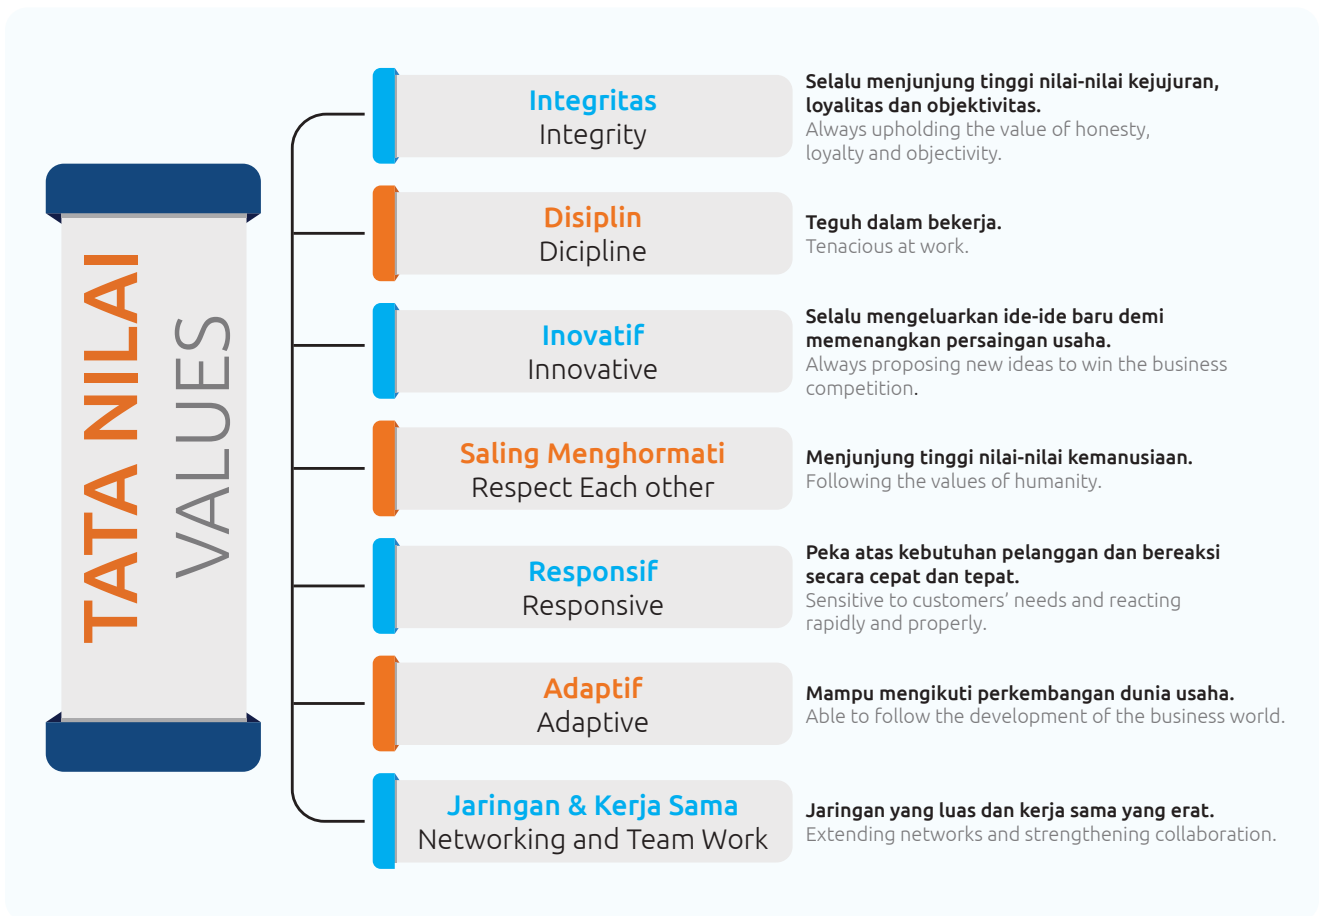 TATA NILAI
VALUES
Integritas
Integrity
Selalu menjunjung tinggi nilai-nilai kejujuran,
loyalitas dan objektivitas.
Always upholding the value of honesty,
loyalty and objectivity.
Disiplin
Dicipline
Teguh dalam bekerja.
Tenacious at work.
Inovatif
Innovative
Selalu mengeluarkan ide-ide baru demi
memenangkan persaingan usaha.
Always proposing new ideas to win the business
competition.
Saling Menghormati
Respect Each other
Menjunjung tinggi nilai-nilai kemanusiaan.
Following the values of humanity.
Responsif
Responsive
Peka atas kebutuhan pelanggan dan bereaksi
secara cepat dan tepat.
Sensitive to customers’ needs and reacting
rapidly and properly.
Adaptif
Adaptive
Mampu mengikuti perkembangan dunia usaha.
Able to follow the development of the business world.
Jaringan & Kerja Sama
Networking and Team Work
Jaringan yang luas dan kerja sama yang erat.
Extending networks and strengthening collaboration.